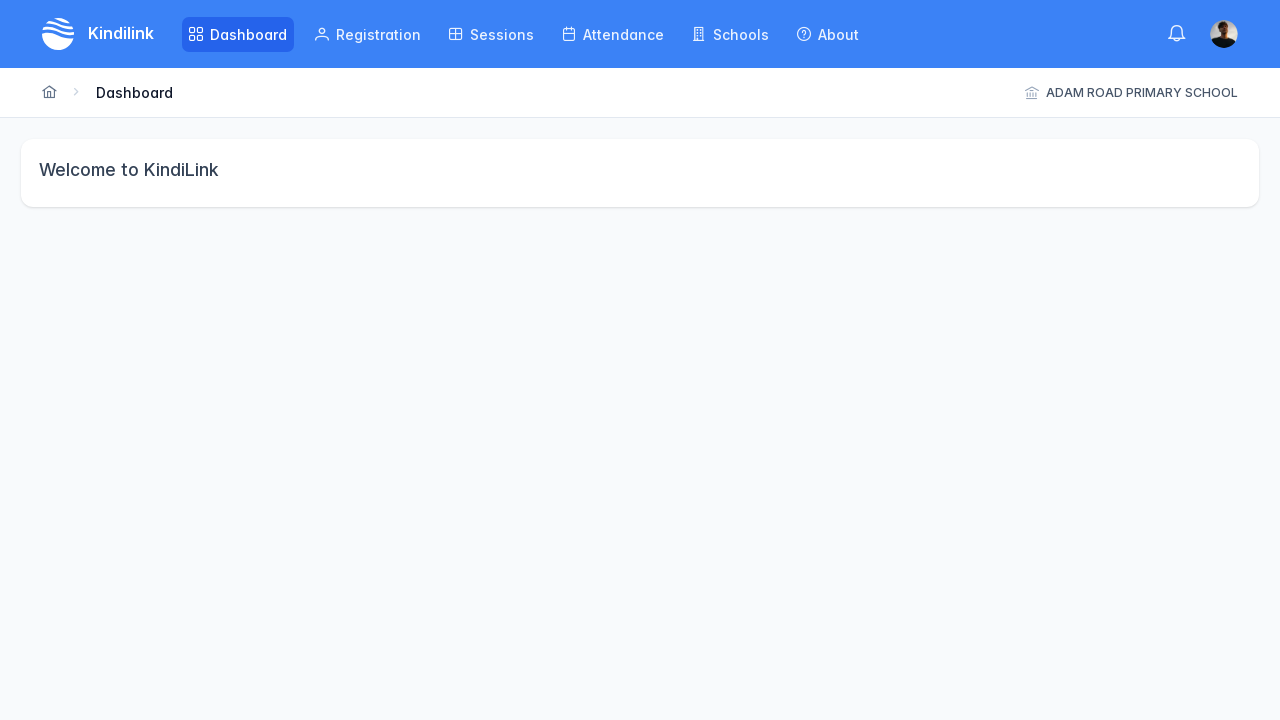 Kindilink
Dashboard
Registration
Sessions
Attendance
Schools
About
Dashboard
ADAM ROAD PRIMARY SCHOOL
Welcome to KindiLink